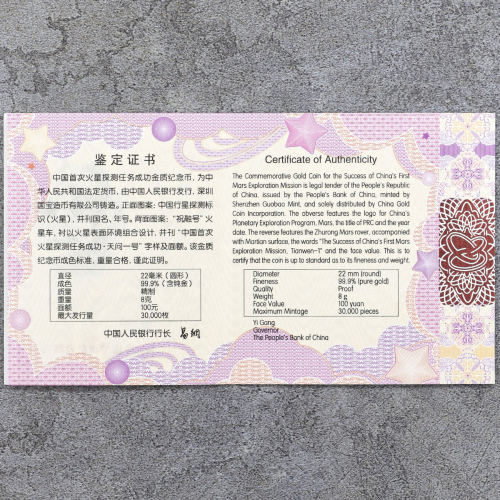 鉴定证书
中国首次火星探测任务成功金质纪念币，为中
华人民共和国法定货币，由中国人民银行发行，深圳
国宝造币有限公司铸造。正面图案：中国行星探测标
识（火星），并刊国名、年号。背面图案："祝融号"火
星车，衬以火星表面环境组合设计，并刊"中国首次
火星探测任务成功·天问一号"字样及面额。该金质
纪念币成色标准，重量合格，谨此证明。
直径 22毫米（圆形）
成色 99.9%（含纯金）
质量 精制
重量 8克
面额 100元
最大发行量 30,000枚
中国人民银行行长 易纲
Certificate of Authenticity
The Commemorative Gold Coin for the Success of China's First
Mars Exploration Mission is legal tender of the People's Republic
of China, issued by the People's Bank of China, minted by
Shenzhen Guobao Mint, and solely distributed by China Gold
Coin Incorporation. The obverse features the logo for China's
Planetary Exploration Program, Mars, the title of PRC and the year
date. The reverse features the Zhurong Mars rover, accompanied
with Martian surface, the words "The Success of China's First Mars
Exploration Mission, Tianwen-1" and the face value. This is to
certify that the coin is up to standard as to its fineness and weight.
Diameter 22 mm (round)
Fineness 99.9% (pure gold)
Quality Proof
Weight 8 g
Face Value 100 yuan
Maximum Mintage 30,000 pieces
Yi Gang
Governor
The People's Bank of China